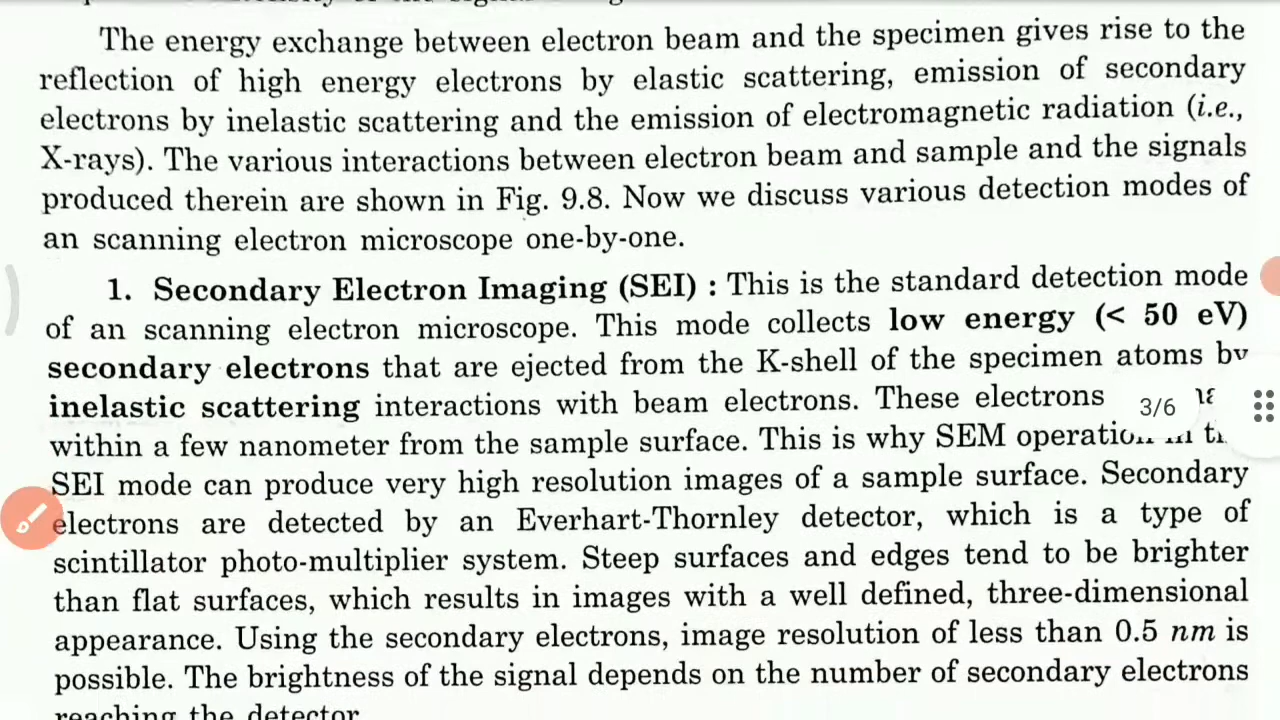 The energy exchange between electron beam and the specimen gives rise to the
reflection of high energy electrons by elastic scattering, emission of secondary
electrons by inelastic scattering and the emission of electromagnetic radiation (i.e.,
X-rays). The various interactions between electron beam and sample and the signals
produced therein are shown in Fig. 9.8. Now we discuss various detection modes of
an scanning electron microscope one-by-one.
1. Secondary Electron Imaging (SEI) : This is the standard detection mode
of an scanning electron microscope. This mode collects low energy (< 50 eV)
secondary electrons that are ejected from the K-shell of the specimen atoms by
inelastic scattering interactions with beam electrons. These electrons
3/6
within a few nanometer from the sample surface. This is why SEM operation in
SEI mode can produce very high resolution images of a sample surface. Secondary
electrons are detected by an Everhart-Thornley detector, which is a type of
scintillator photo-multiplier system. Steep surfaces and edges tend to be brighter
than flat surfaces, which results in images with a well defined, three-dimensional
appearance. Using the secondary electrons, image resolution of less than 0.5 nm is
possible. The brightness of the signal depends on the number of secondary electrons
reaching the detector